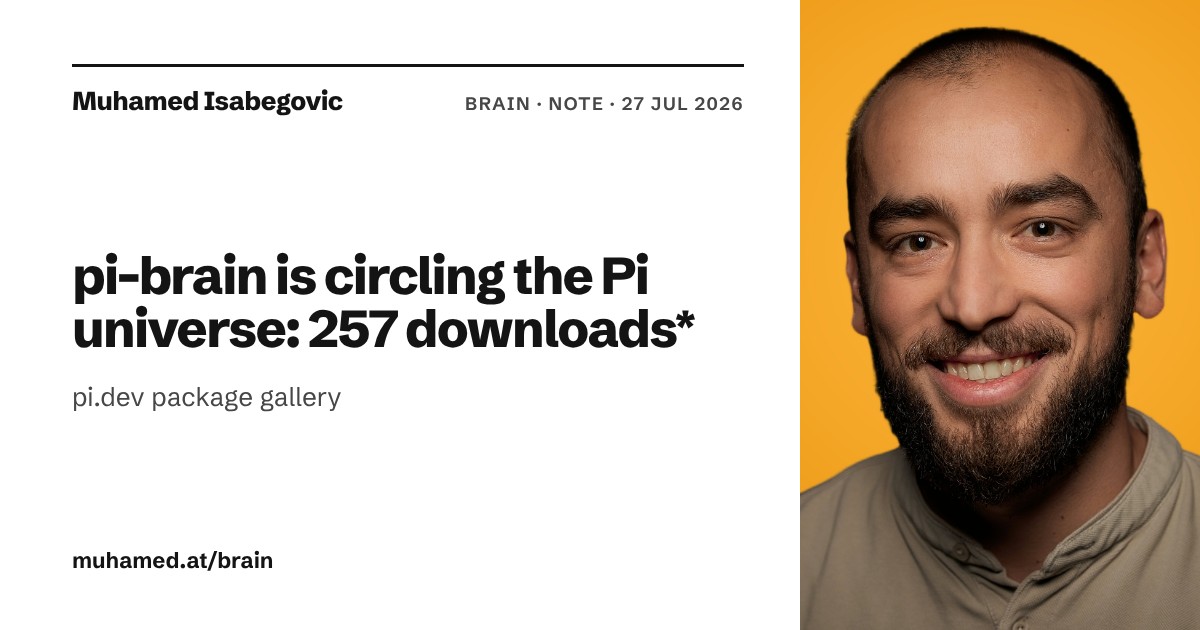 Muhamed Isabegovic
BRAIN · NOTE · 27 JUL 2026
pi-brain is circling the Pi
universe: 257 downloads*
pi.dev package gallery
muhamed.at/brain